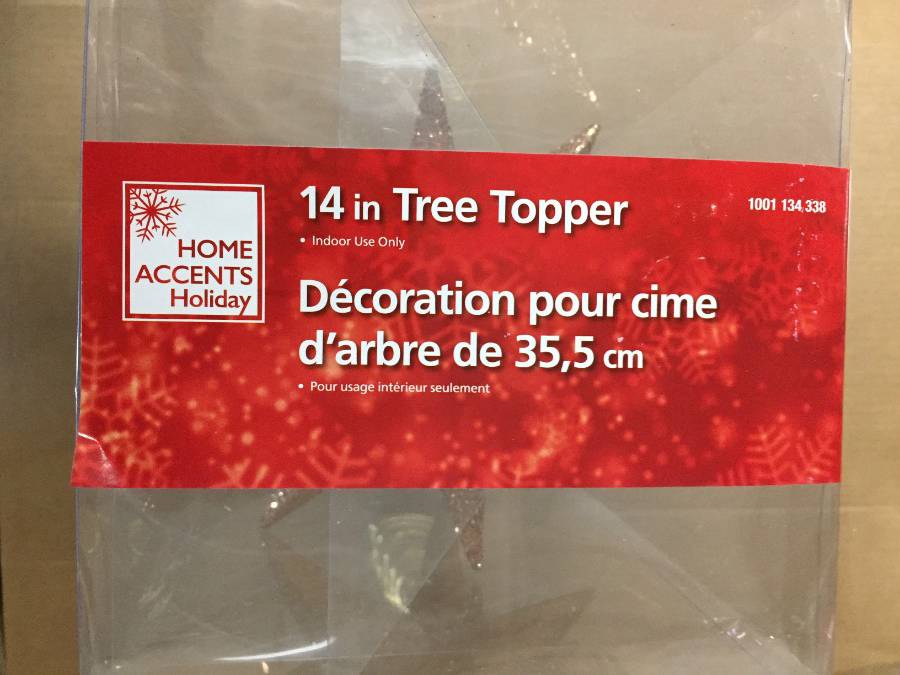 HOME
ACCENTS
Holiday
14 in Tree Topper
• Indoor Use Only
1001 134 338
Décoration pour cime
d'arbre de 35,5 cm
• Pour usage intérieur seulement